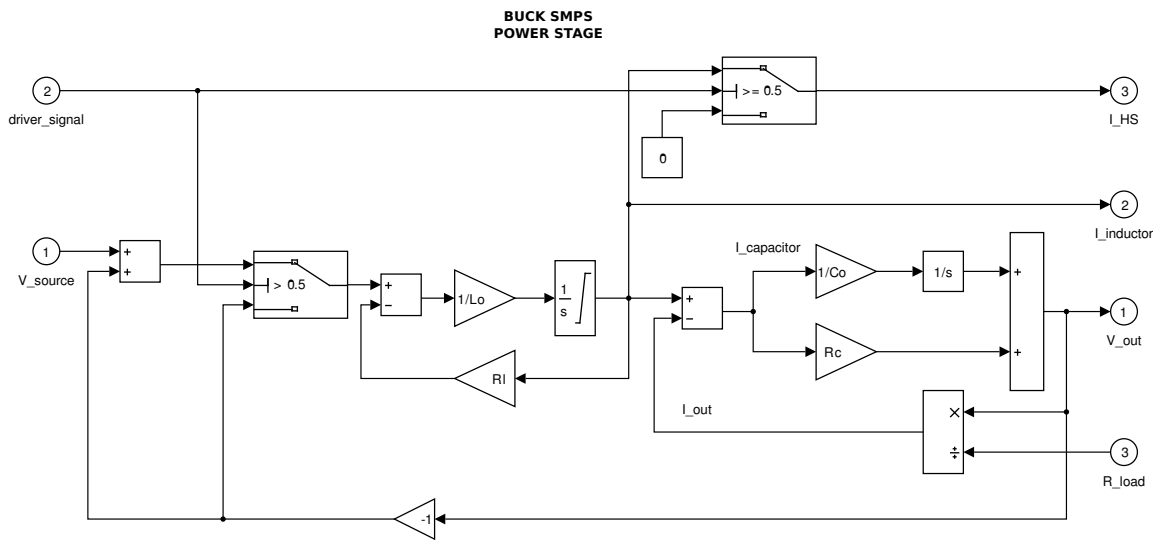 BUCK SMPS
POWER STAGE
2
driver_signal
>= 0.5
3
I_HS
0
2
I_inductor
1
V_source
+
+
> 0.5
+
−
1/Lo
1
s
+
−
I_capacitor
1/Co
1/s
+
Rc
+
1
V_out
Rl
I_out
×
÷
3
R_load
-1